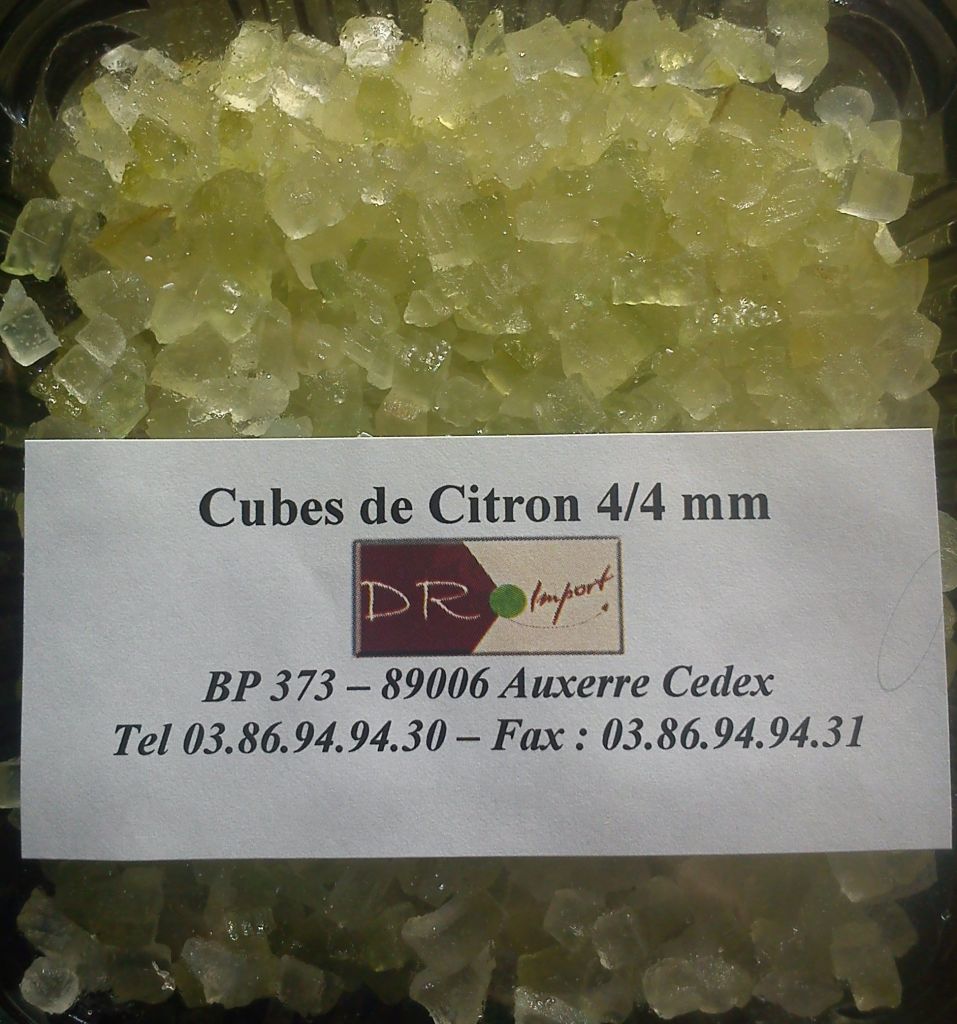 Cubes de Citron 4/4 mm
DR Import
BP 373 – 89006 Auxerre Cedex
Tel 03.86.94.94.30 – Fax : 03.86.94.94.31